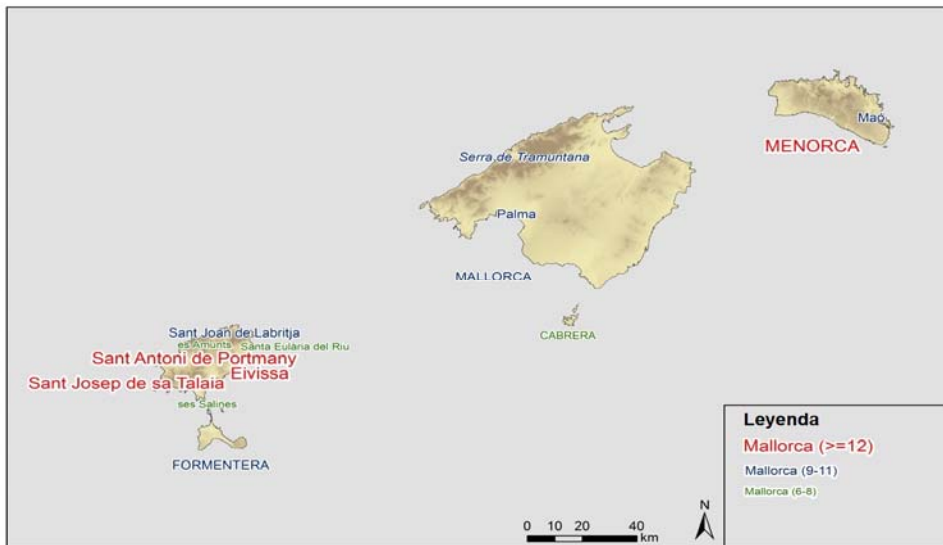 Maó
MENORCA
Serra de Tramuntana
Palma
MALLORCA
CABRERA
Sant Joan de Labritja
es Amunts
Santa Eulària del Riu
Sant Antoni de Portmany
Eivissa
Sant Josep de sa Talaia
ses Salines
FORMENTERA
Leyenda
Mallorca (>=12)
Mallorca (9-11)
Mallorca (6-8)
N
0 10 20 40
km